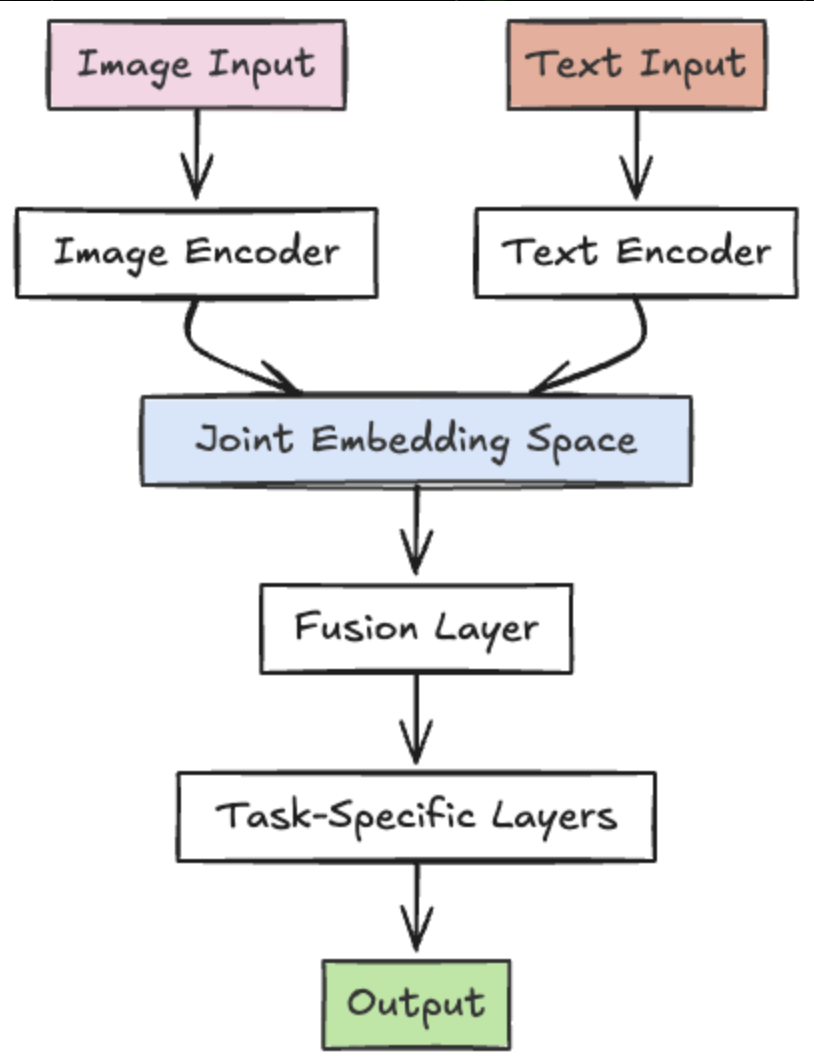 Image Input
Text Input
Image Encoder
Text Encoder
Joint Embedding Space
Fusion Layer
Task-Specific Layers
Output